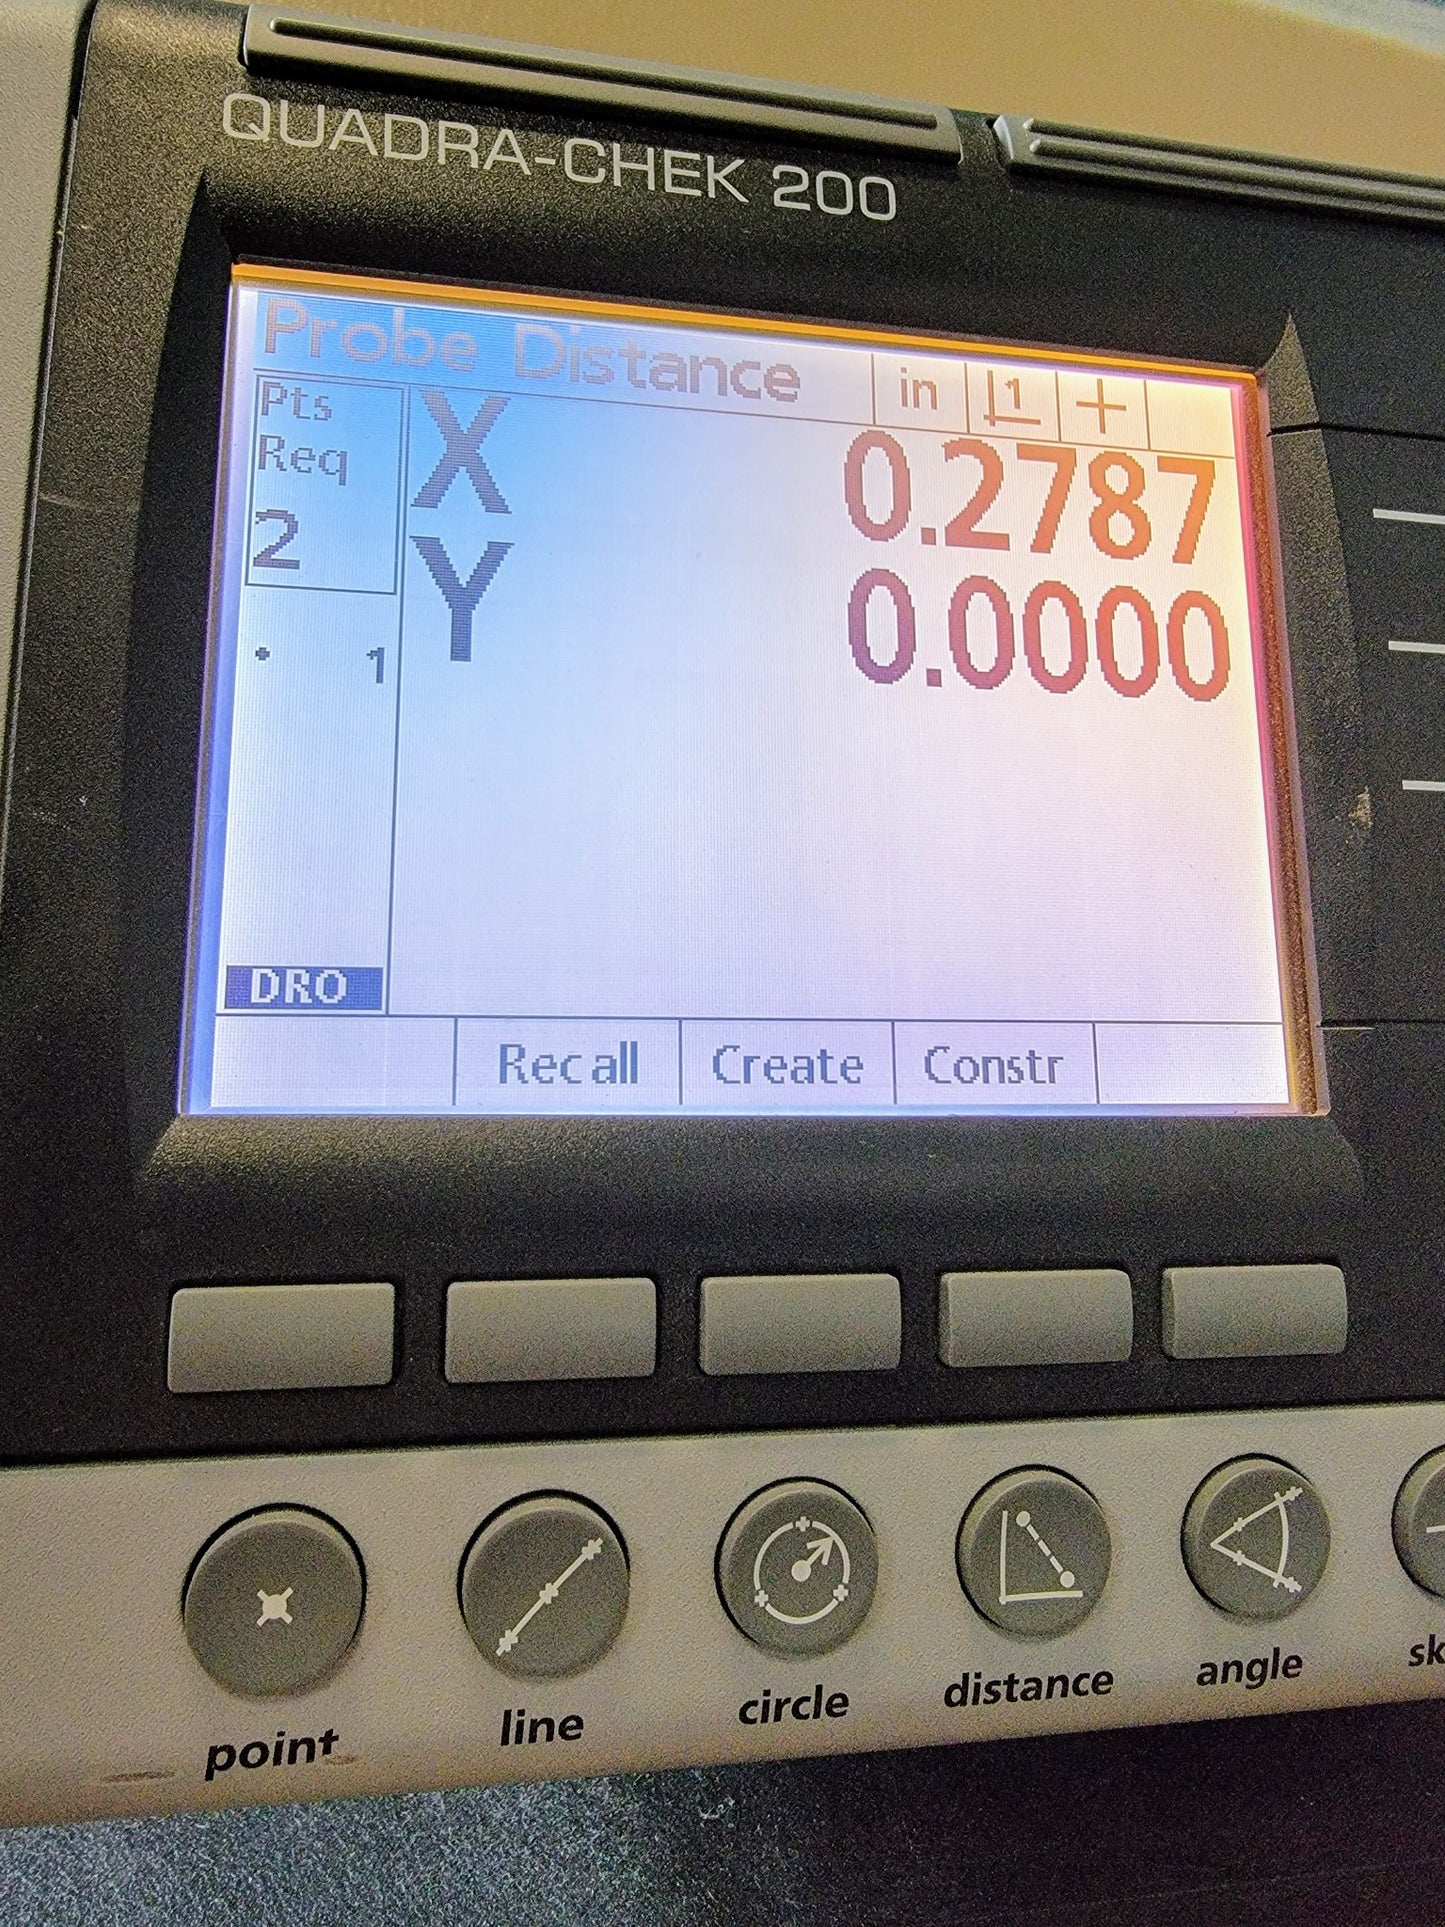 QUADRA-CHEK 200
Probe Distance in 1
Pts
Req
2
X 0.2787
Y 0.0000
1
DRO
Recall Create Constr
point line circle distance angle